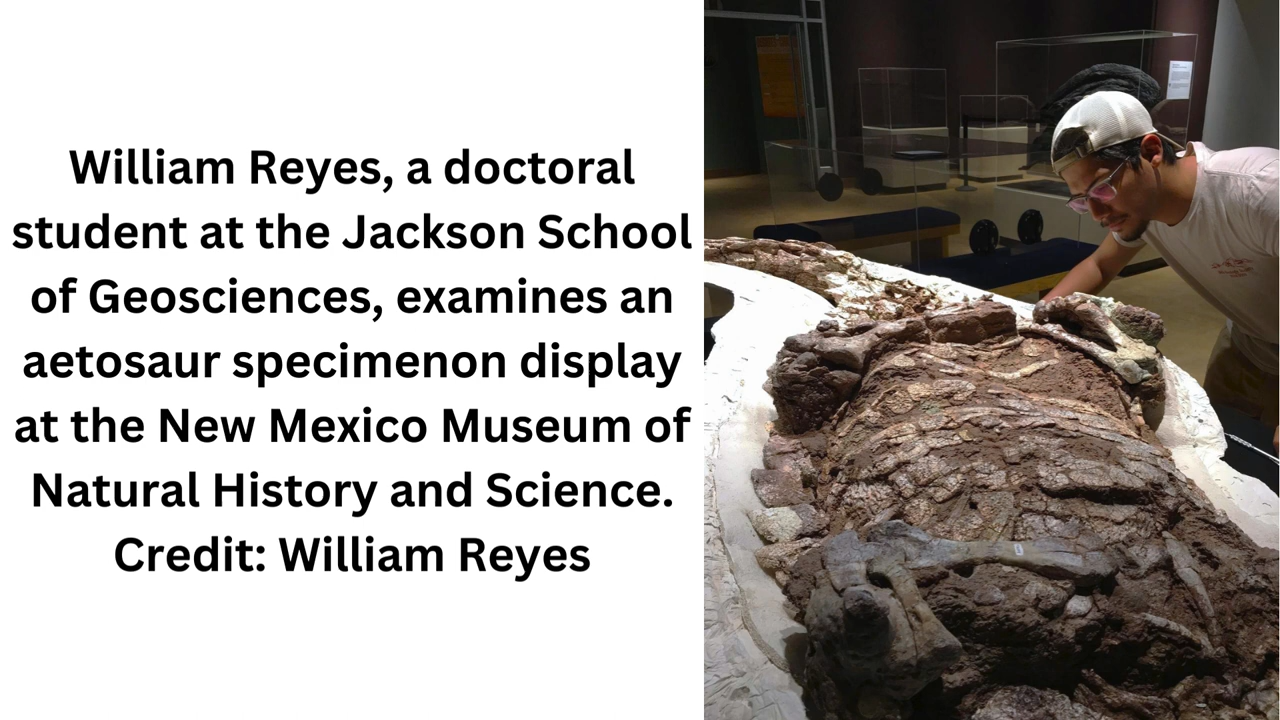 William Reyes, a doctoral
student at the Jackson School
of Geosciences, examines an
aetosaur specimenon display
at the New Mexico Museum of
Natural History and Science.
Credit: William Reyes